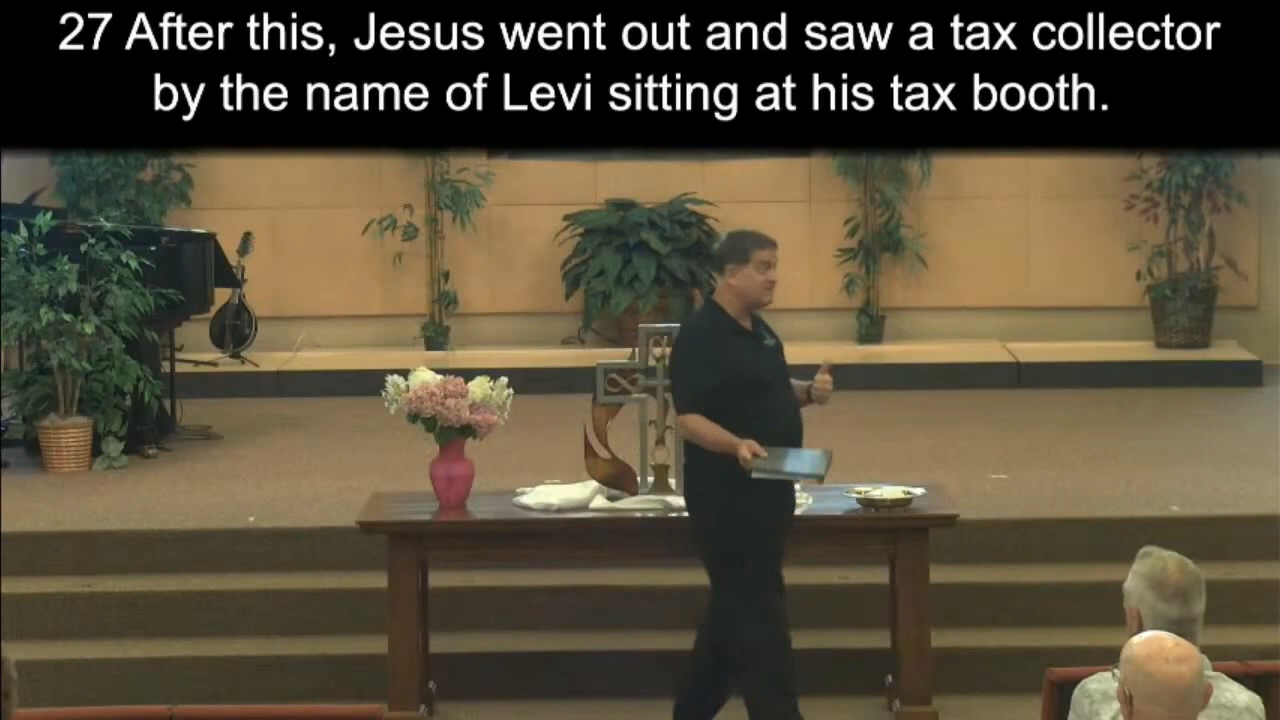 27 After this, Jesus went out and saw a tax collector
by the name of Levi sitting at his tax booth.